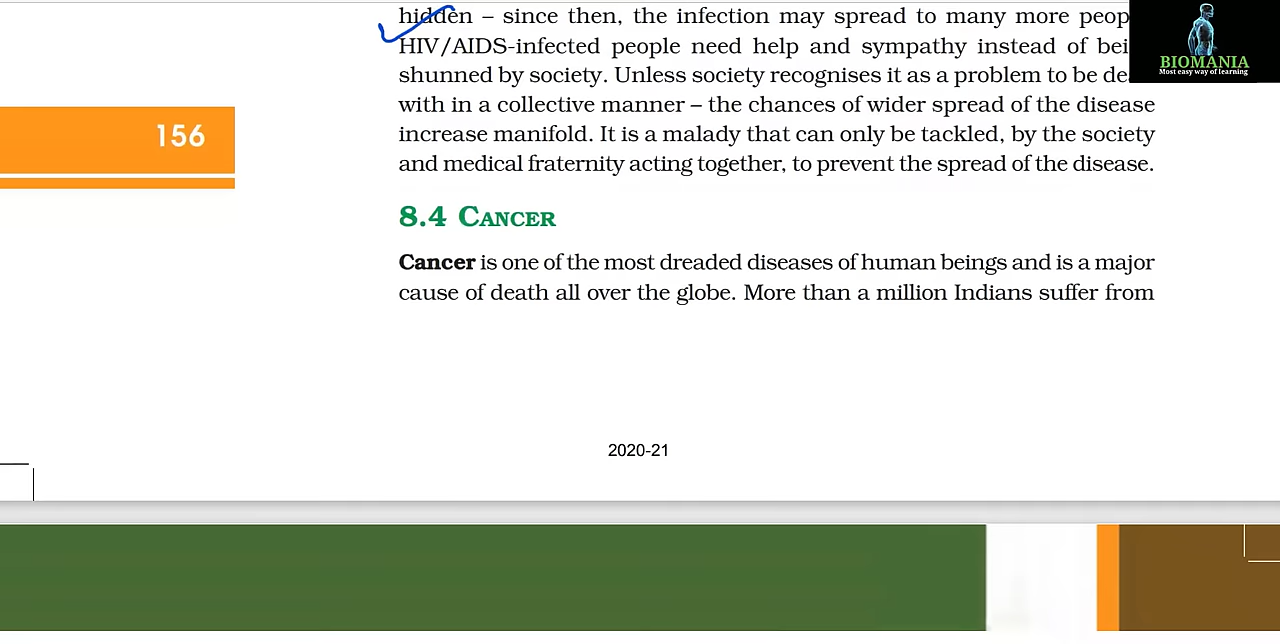 hidden – since then, the infection may spread to many more
HIV/AIDS-infected people need help and sympathy instead of
shunned by society. Unless society recognises it as a problem to be
with in a collective manner – the chances of wider spread of the disease
increase manifold. It is a malady that can only be tackled, by the society
and medical fraternity acting together, to prevent the spread of the disease.
BIOMANIA
Most easy way of learning
156
8.4 CANCER
Cancer is one of the most dreaded diseases of human beings and is a major
cause of death all over the globe. More than a million Indians suffer from
2020-21